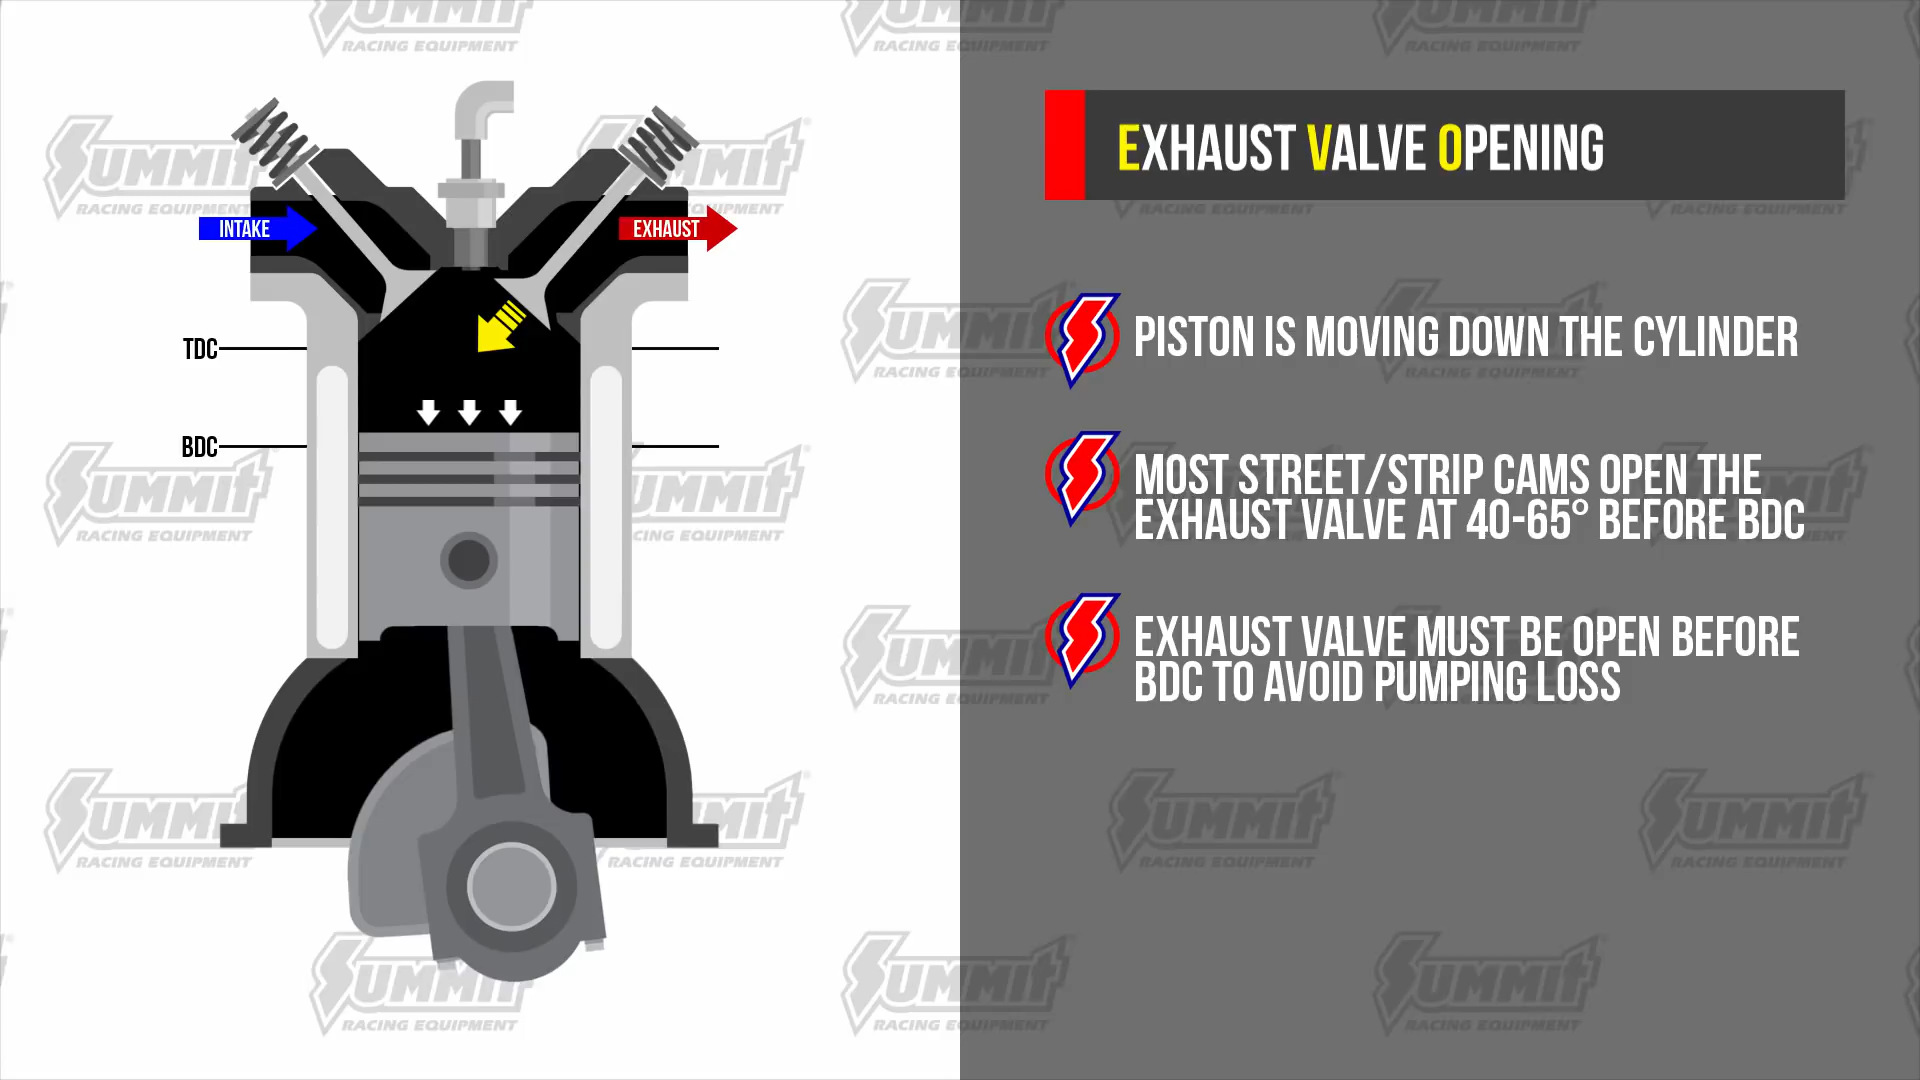 EXHAUST VALVE OPENING
INTAKE
EXHAUST
TDC
BDC
PISTON IS MOVING DOWN THE CYLINDER
MOST STREET/STRIP CAMS OPEN THE
EXHAUST VALVE AT 40-65° BEFORE BDC
EXHAUST VALVE MUST BE OPEN BEFORE
BDC TO AVOID PUMPING LOSS
SUMMIT
RACING EQUIPMENT